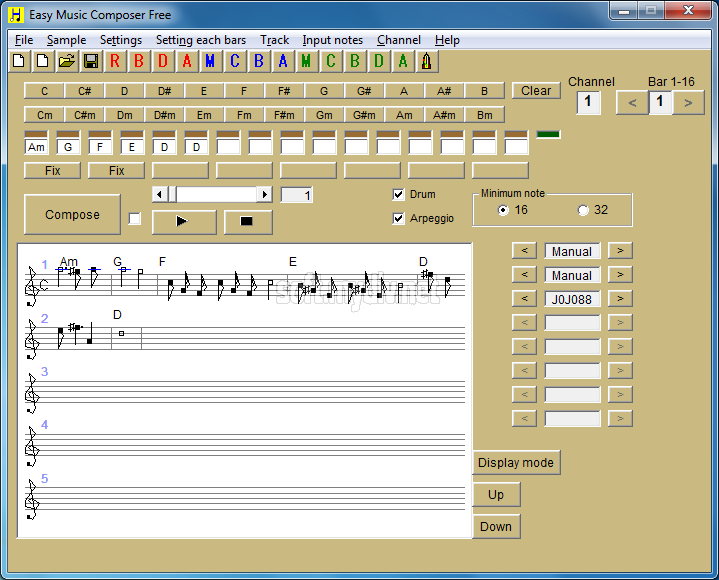 Easy Music Composer Free
File Sample Settings Setting each bars Track Input notes Channel Help
R B D A M C B A M C B D A
C C# D D# E F F# G G# A A# B Clear Channel Bar 1-16
1 < 1 >
Cm C#m Dm D#m Em Fm F#m Gm G#m Am A#m Bm
Am G F E D D
Fix Fix
Compose 1 Drum Minimum note
16 32
Arpeggio
1 Am G F E D
C
2 D
3
4
5
< Manual >
< Manual >
< J0J088 >
< >
< >
< >
< >
< >
Display mode
Up
Down